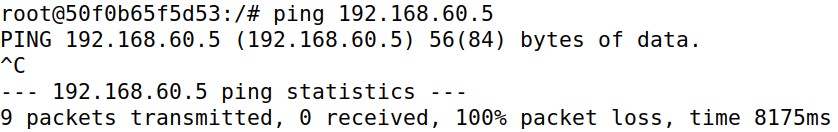 root@50f0b65f5d53:/# ping 192.168.60.5
PING 192.168.60.5 (192.168.60.5) 56(84) bytes of data.
^C
--- 192.168.60.5 ping statistics ---
9 packets transmitted, 0 received, 100% packet loss, time 8175ms